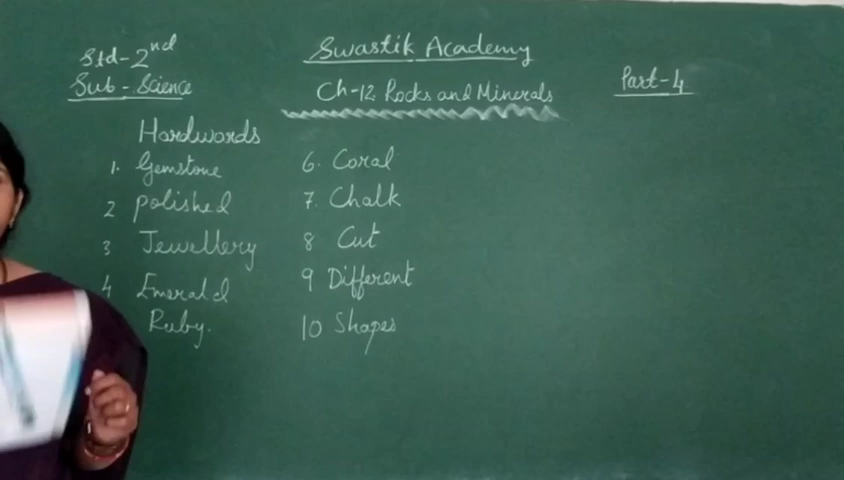 Std-2nd
Swastik Academy
Sub - Science
Ch-12 Rocks and Minerals
Part-4
Hardwords
1. Gemstone
2 Polished
3 Jewellery
4 Emerald
Ruby.
6. Coral
7. Chalk
8 Cut
9 Different
10 Shapes